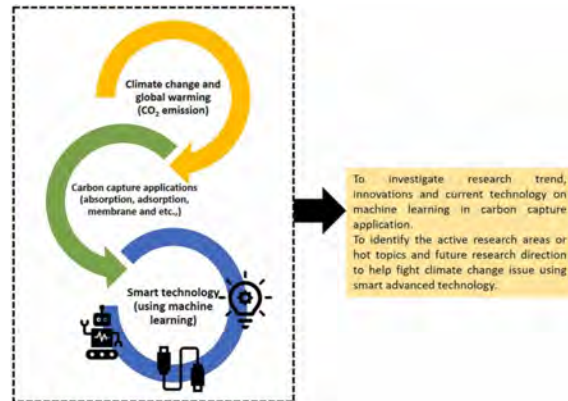 Climate change and
global warming
(CO₂ emission)
Carbon capture applications
(absorption, adsorption,
membrane and etc.,)
Smart technology
(using machine
learning)
To investigate research trend,
innovations and current technology on
machine learning in carbon capture
application.
To identify the active research areas or
hot topics and future research direction
to help fight climate change issue using
smart advanced technology.